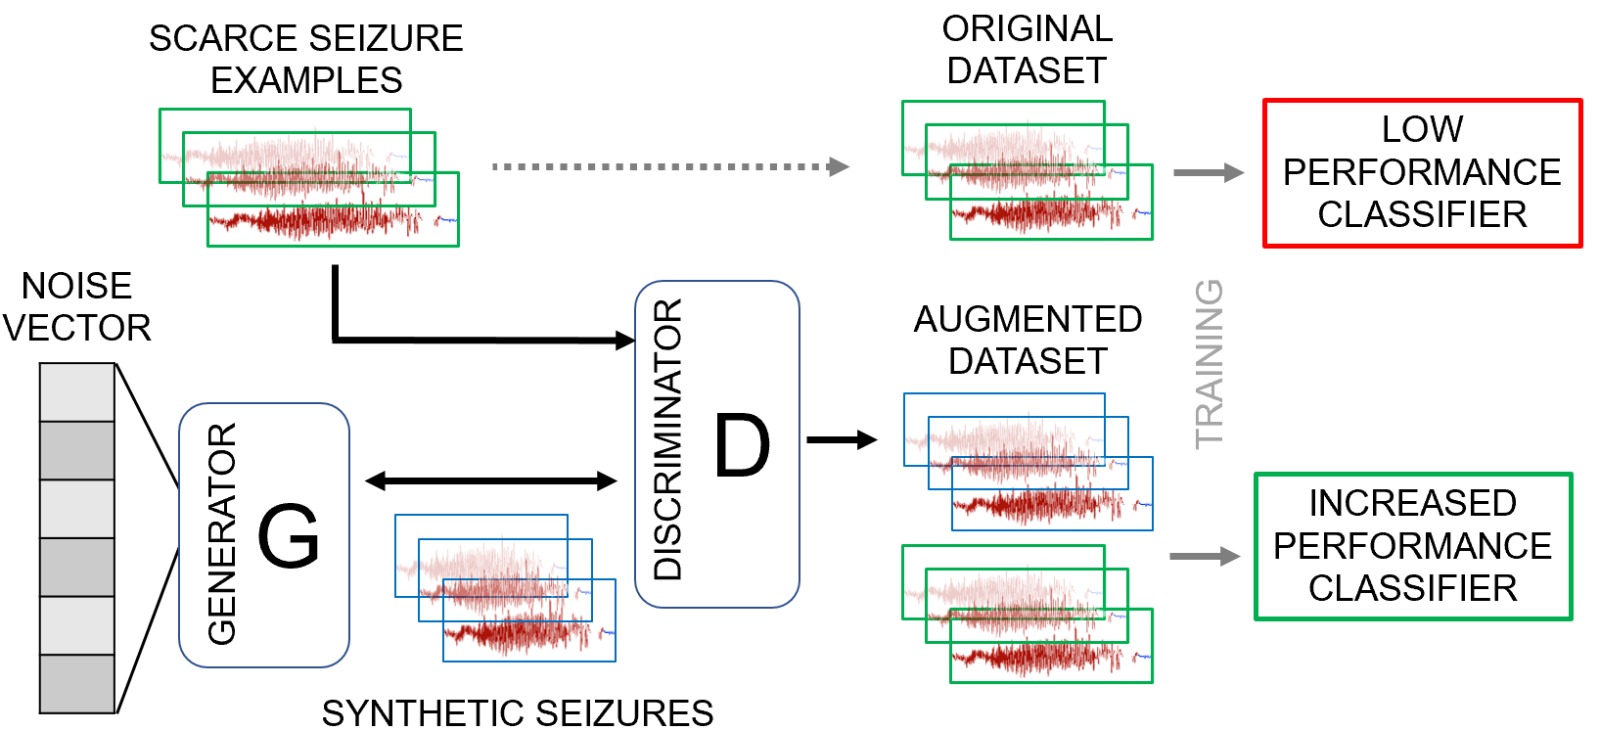 SCARCE SEIZURE
EXAMPLES
ORIGINAL
DATASET
LOW
PERFORMANCE
CLASSIFIER
NOISE
VECTOR
GENERATOR
G
DISCRIMINATOR
D
SYNTHETIC SEIZURES
AUGMENTED
DATASET
TRAINING
INCREASED
PERFORMANCE
CLASSIFIER